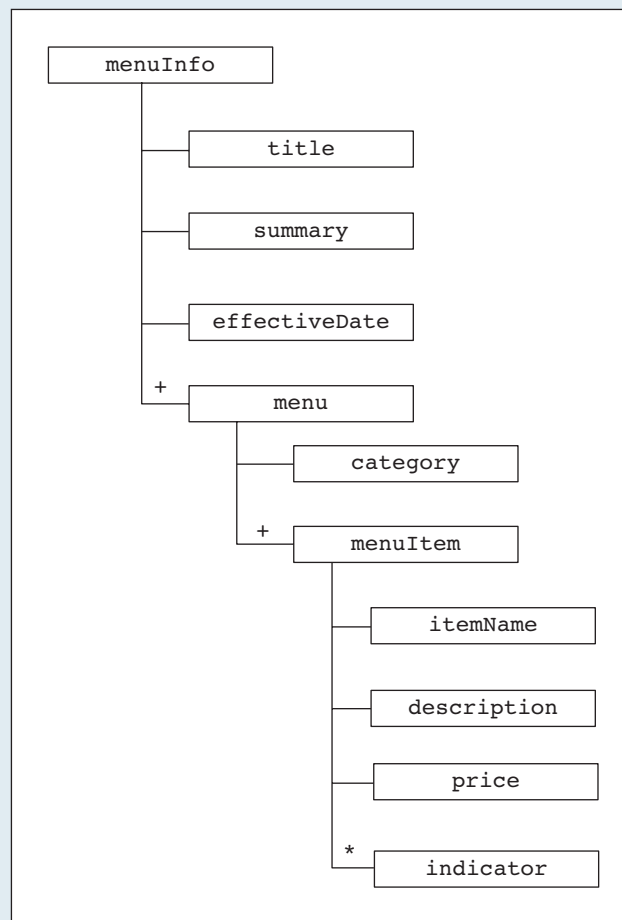 menuInfo
title
summary
effectiveDate
+
menu
category
+
menuItem
itemName
description
price
*
indicator